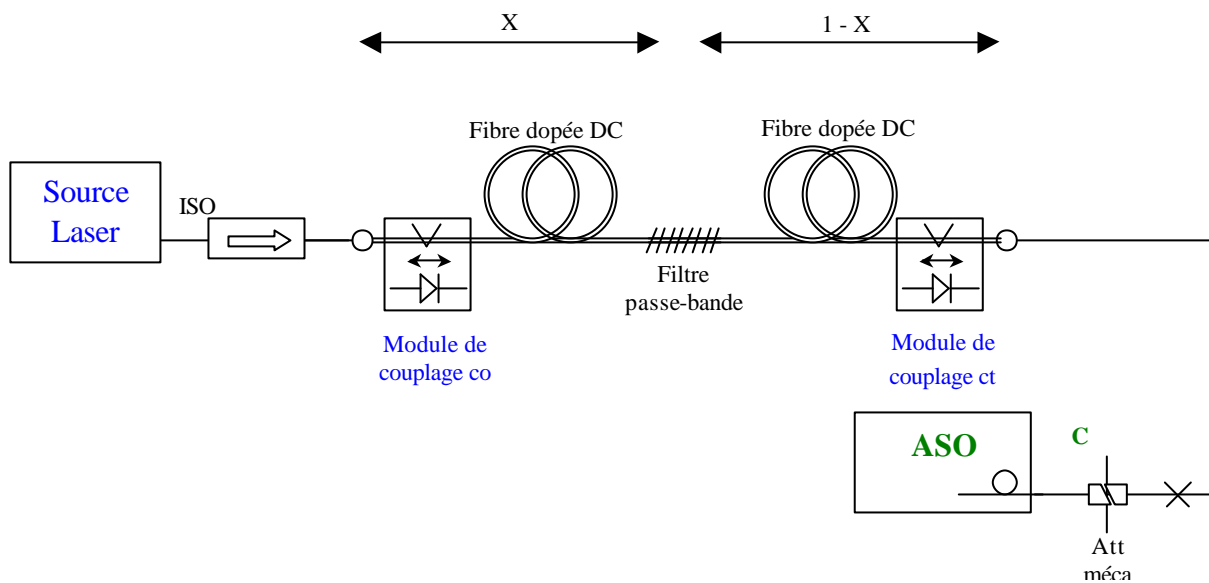 X
1 - X
Fibre dopée DC
Fibre dopée DC
Source
Laser
ISO
Filtre
passe-bande
Module de
couplage co
Module de
couplage ct
ASO
C
Att
méca